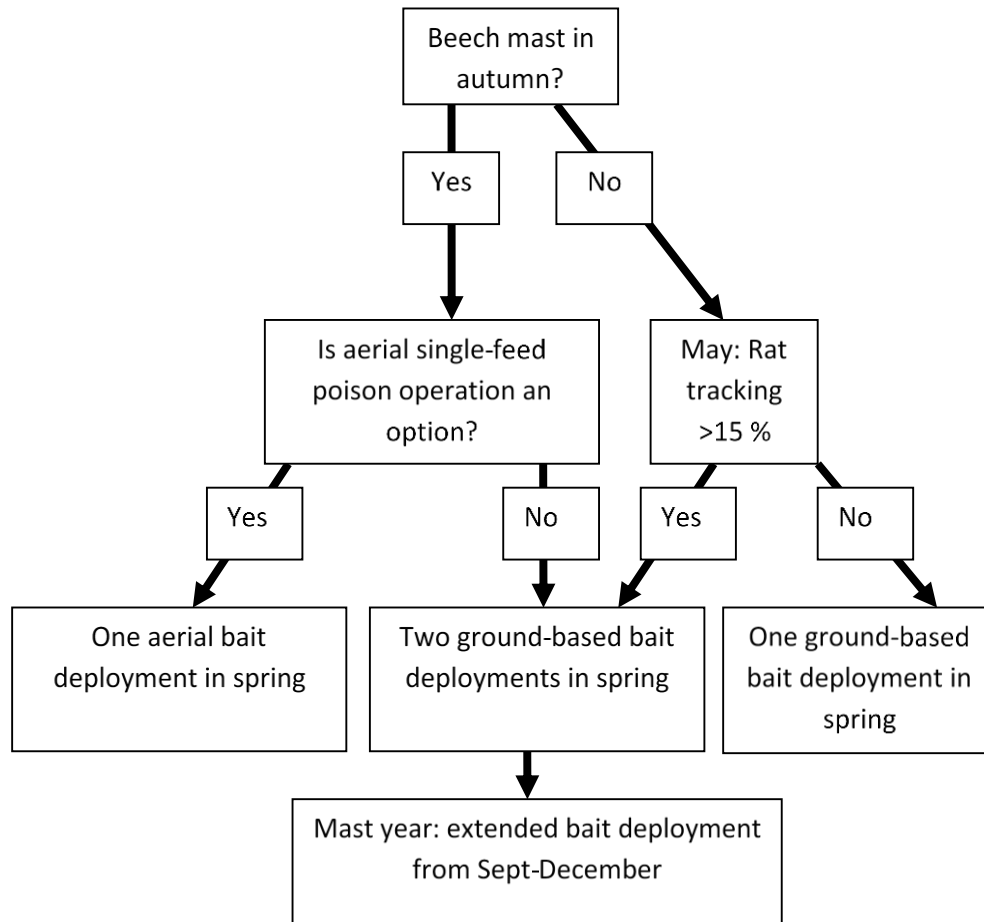 Beech mast in
autumn?
Yes
No
Is aerial single-feed
poison operation an
option?
May: Rat
tracking
>15 %
Yes
No
Yes
No
One aerial bait
deployment in spring
Two ground-based bait
deployments in spring
One ground-based
bait deployment in
spring
Mast year: extended bait deployment
from Sept-December